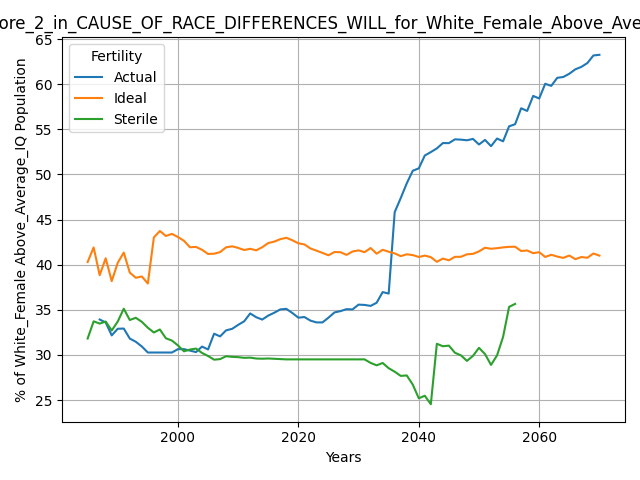 ore_2_in_CAUSE_OF_RACE_DIFFERENCES_WILL_for_White_Female_Above_Ave
Fertility
Actual
Ideal
Sterile
% of White_Female Above_Average_IQ Population
65
60
55
50
45
40
35
30
25
2000
2020
2040
2060
Years